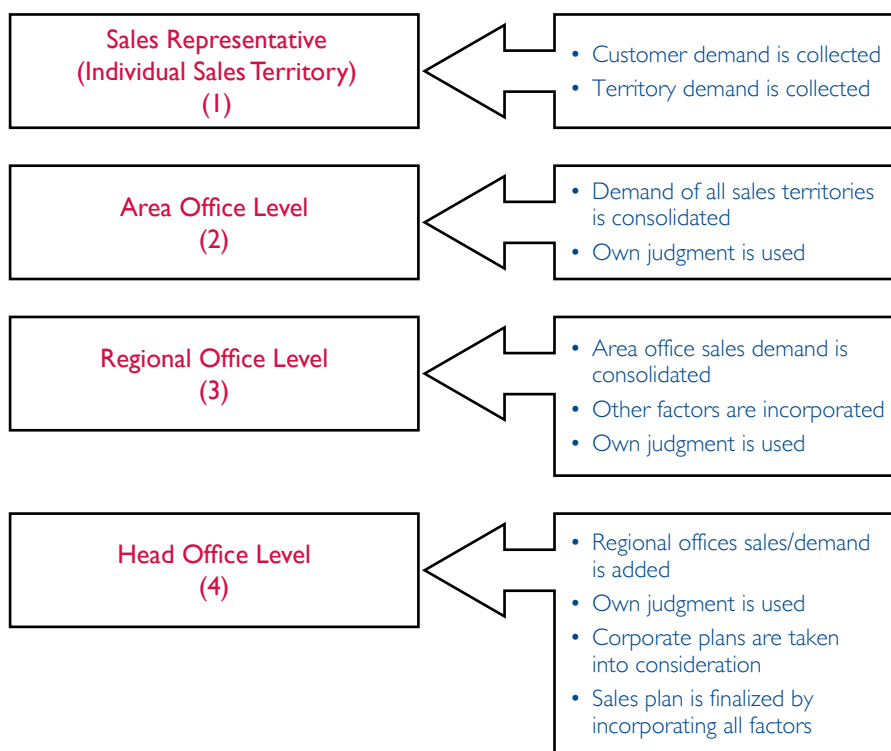 Sales Representative
(Individual Sales Territory)
(1)
• Customer demand is collected
• Territory demand is collected
Area Office Level
(2)
• Demand of all sales territories
is consolidated
• Own judgment is used
Regional Office Level
(3)
• Area office sales demand is
consolidated
• Other factors are incorporated
• Own judgment is used
Head Office Level
(4)
• Regional offices sales/demand
is added
• Own judgment is used
• Corporate plans are taken
into consideration
• Sales plan is finalized by
incorporating all factors